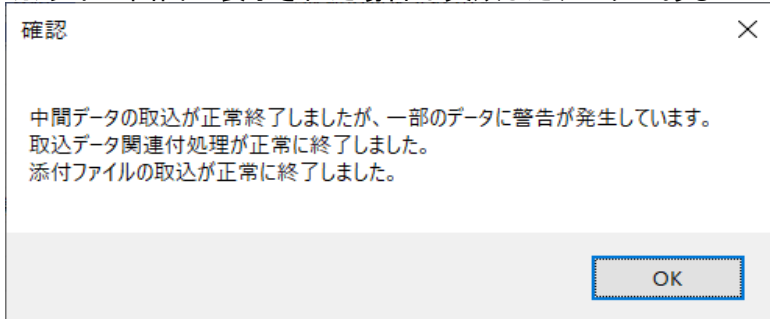 確認
中間データの取込が正常終了しましたが、一部のデータに警告が発生しています。
取込データ関連付処理が正常に終了しました。
添付ファイルの取込が正常に終了しました。
OK